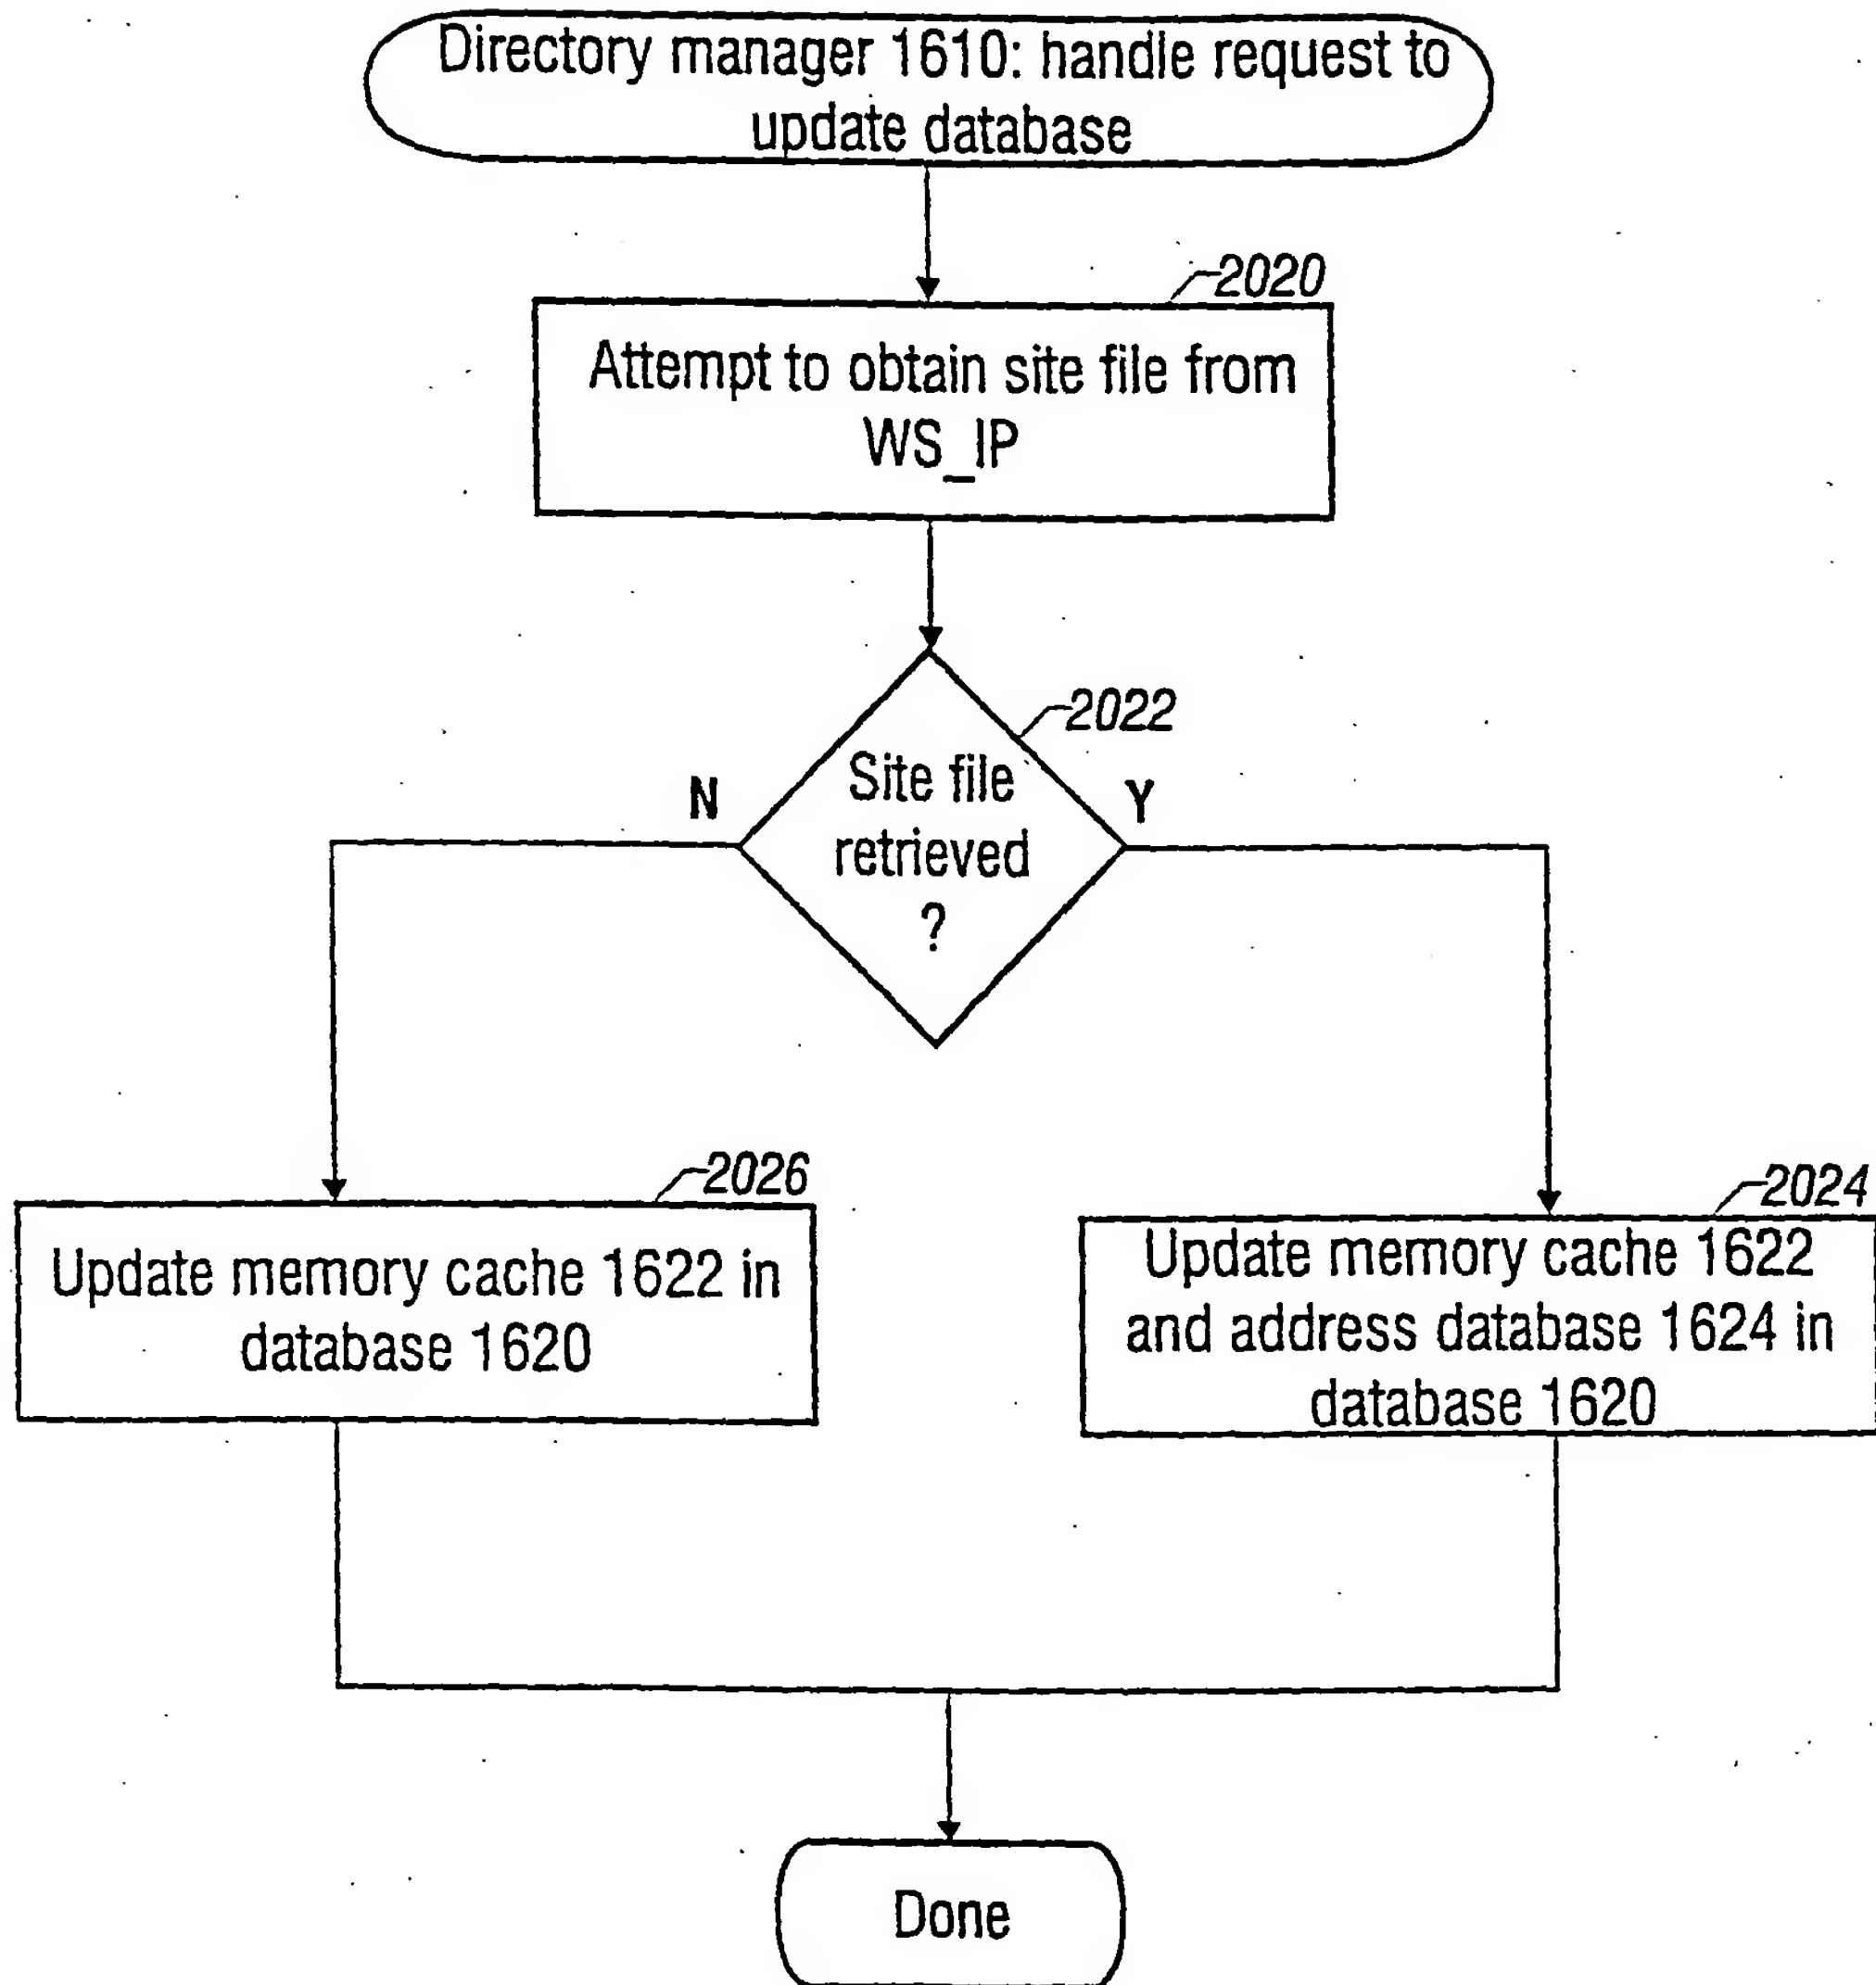 Directory manager 1610: handle request to
update database
2020
Attempt to obtain site file from
WS_IP
2022
N
Site file
retrieved
?
Y
2026
Update memory cache 1622 in
database 1620
2024
Update memory cache 1622
and address database 1624 in
database 1620
Done